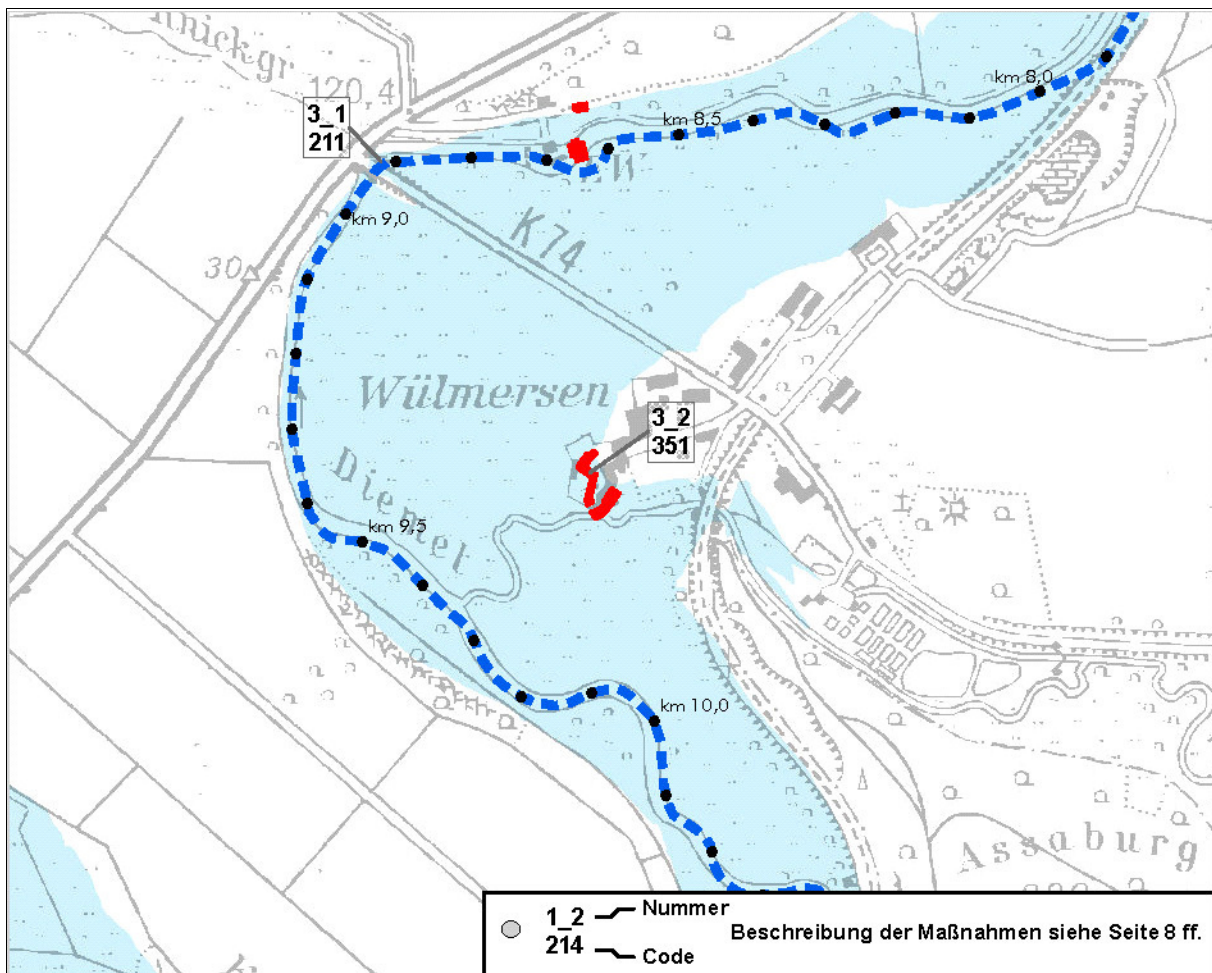 Knickgr
120,4
3_1
211
km 8,0
km 8,5
W
K74
km 9,0
30
Wülmersen
3_2
351
Diemel
km 9,5
km 10,0
Assaburg
1_2
Nummer
214
Code
Beschreibung der Maßnahmen siehe Seite 8 ff.